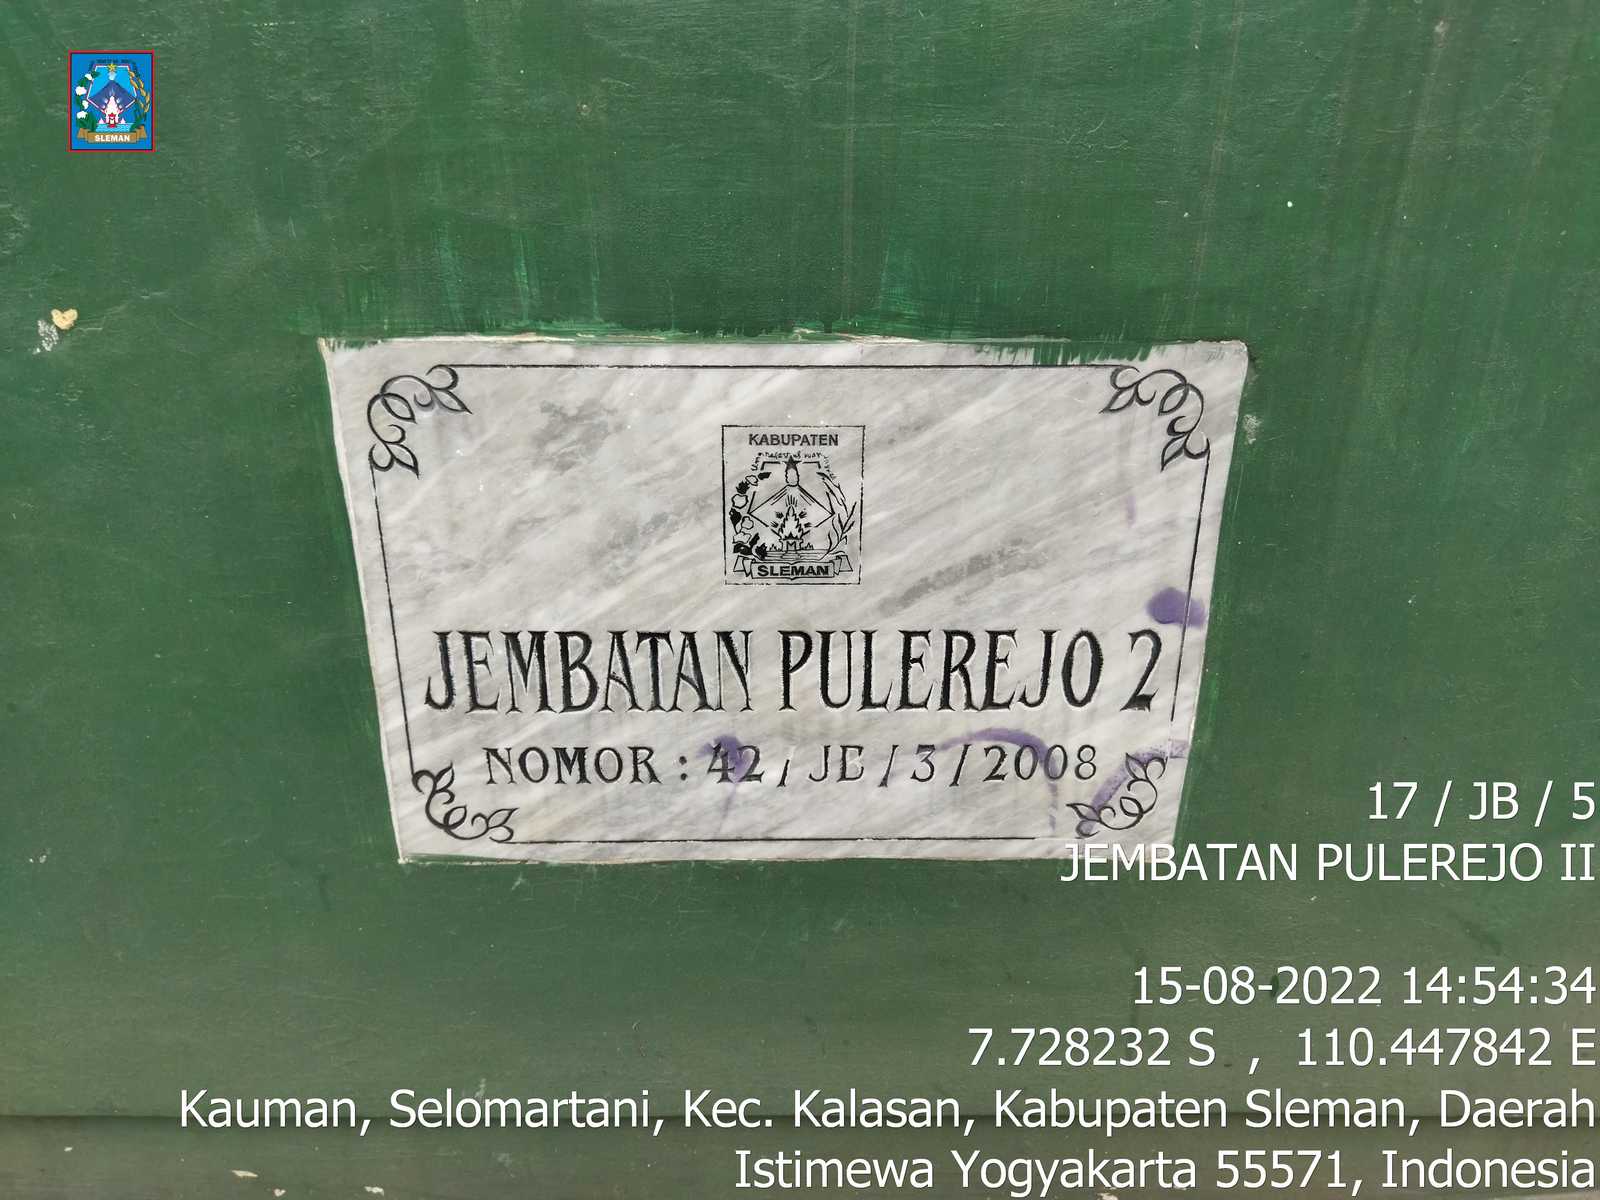 SLEMAN
KABUPATEN
SLEMAN
JEMBATAN PULEREJO 2
NOMOR : 42 / JB / 3 / 2008
17 / JB / 5
JEMBATAN PULEREJO II
15-08-2022 14:54:34
7.728232 S , 110.447842 E
Kauman, Selomartani, Kec. Kalasan, Kabupaten Sleman, Daerah
Istimewa Yogyakarta 55571, Indonesia